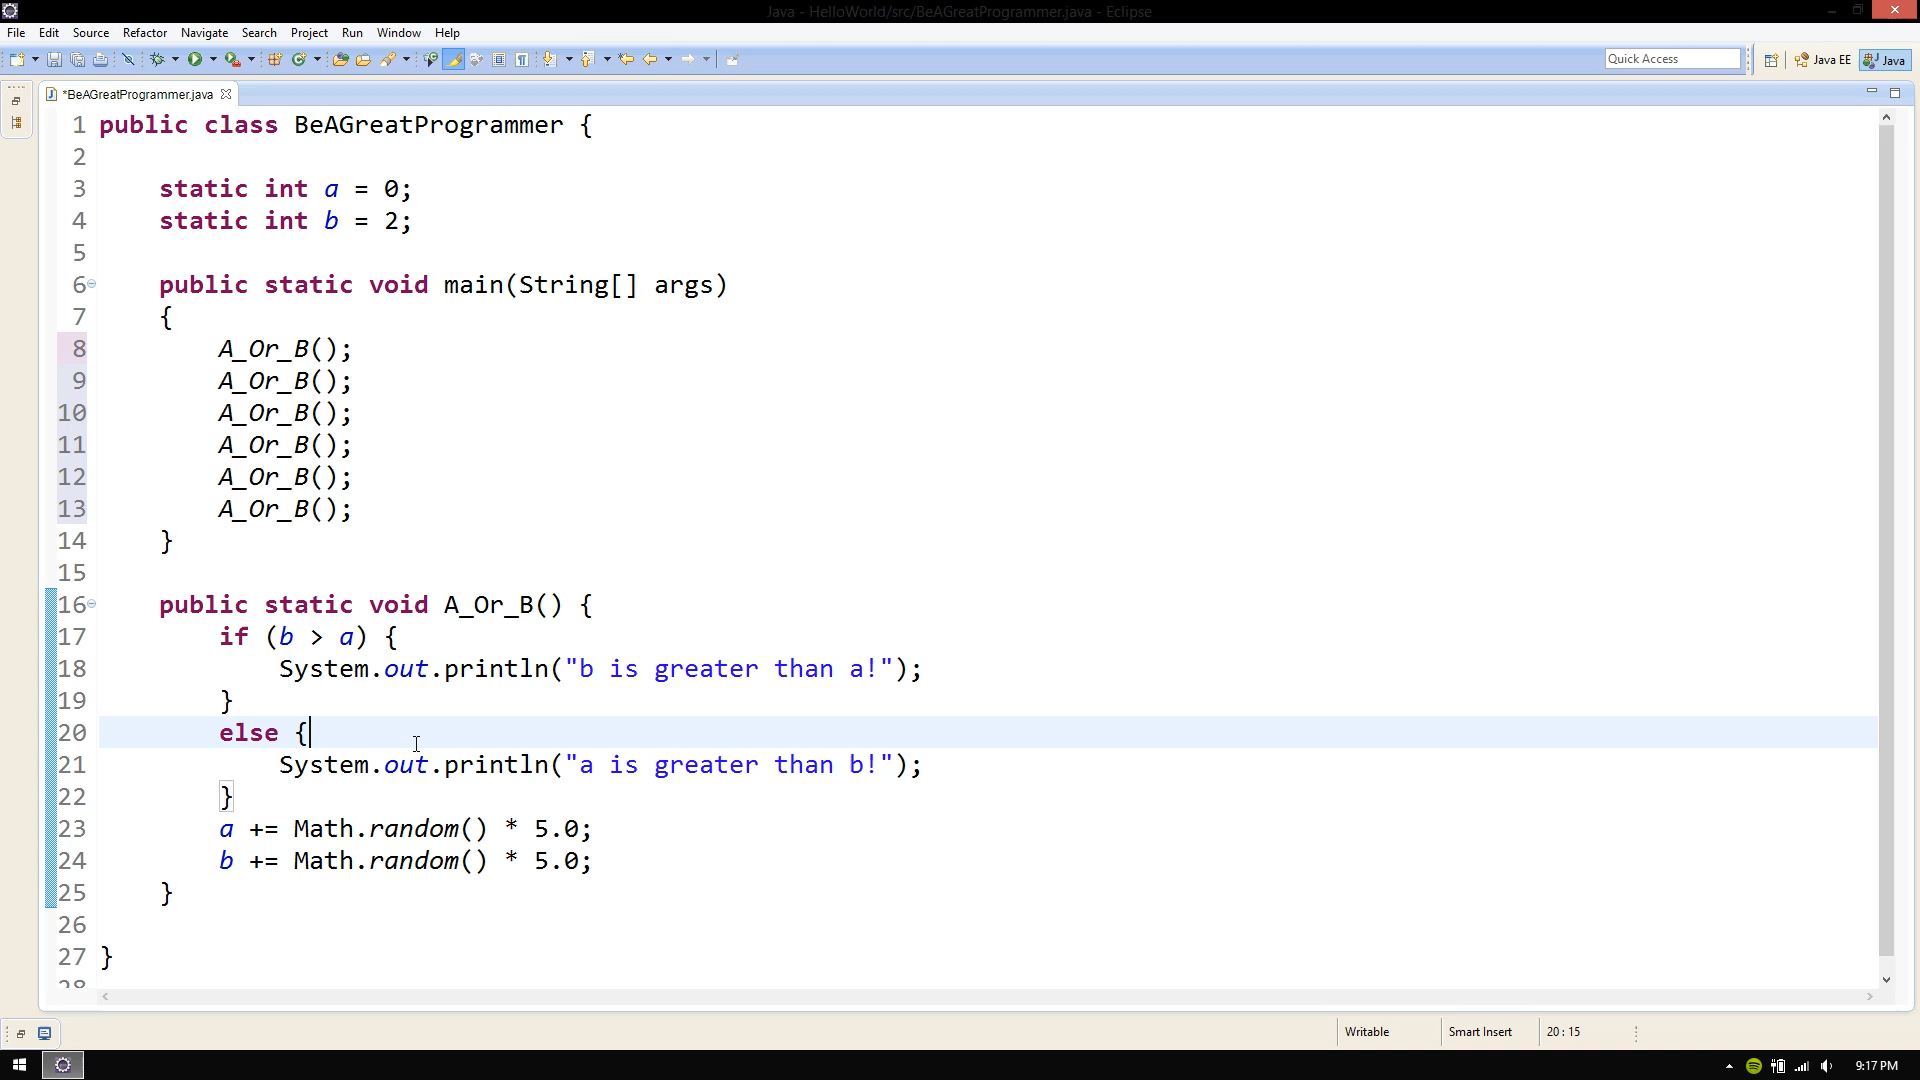 Java - HelloWorld/src/BeAGreatProgrammer.java - Eclipse
File Edit Source Refactor Navigate Search Project Run Window Help
Quick Access Java EE Java
*BeAGreatProgrammer.java
1 public class BeAGreatProgrammer {
2
3 static int a = 0;
4 static int b = 2;
5
6 public static void main(String[] args)
7 {
8 A_Or_B();
9 A_Or_B();
10 A_Or_B();
11 A_Or_B();
12 A_Or_B();
13 A_Or_B();
14 }
15
16 public static void A_Or_B() {
17 if (b > a) {
18 System.out.println("b is greater than a!");
19 }
20 else {
21 System.out.println("a is greater than b!");
22 }
23 a += Math.random() * 5.0;
24 b += Math.random() * 5.0;
25 }
26
27 }
28
Writable Smart Insert 20 : 15
9:17 PM